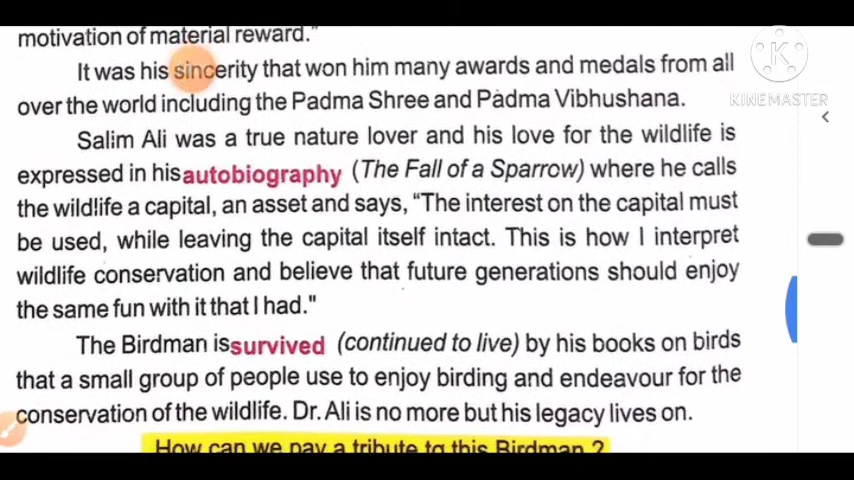 motivation of material reward."
It was his sincerity that won him many awards and medals from all
over the world including the Padma Shree and Padma Vibhushana.
Salim Ali was a true nature lover and his love for the wildlife is
expressed in his autobiography (The Fall of a Sparrow) where he calls
the wildlife a capital, an asset and says, "The interest on the capital must
be used, while leaving the capital itself intact. This is how I interpret
wildlife conservation and believe that future generations should enjoy
the same fun with it that I had."
The Birdman is survived (continued to live) by his books on birds
that a small group of people use to enjoy birding and endeavour for the
conservation of the wildlife. Dr. Ali is no more but his legacy lives on.
How can we pay a tribute to this Birdman ?
KINEMASTER